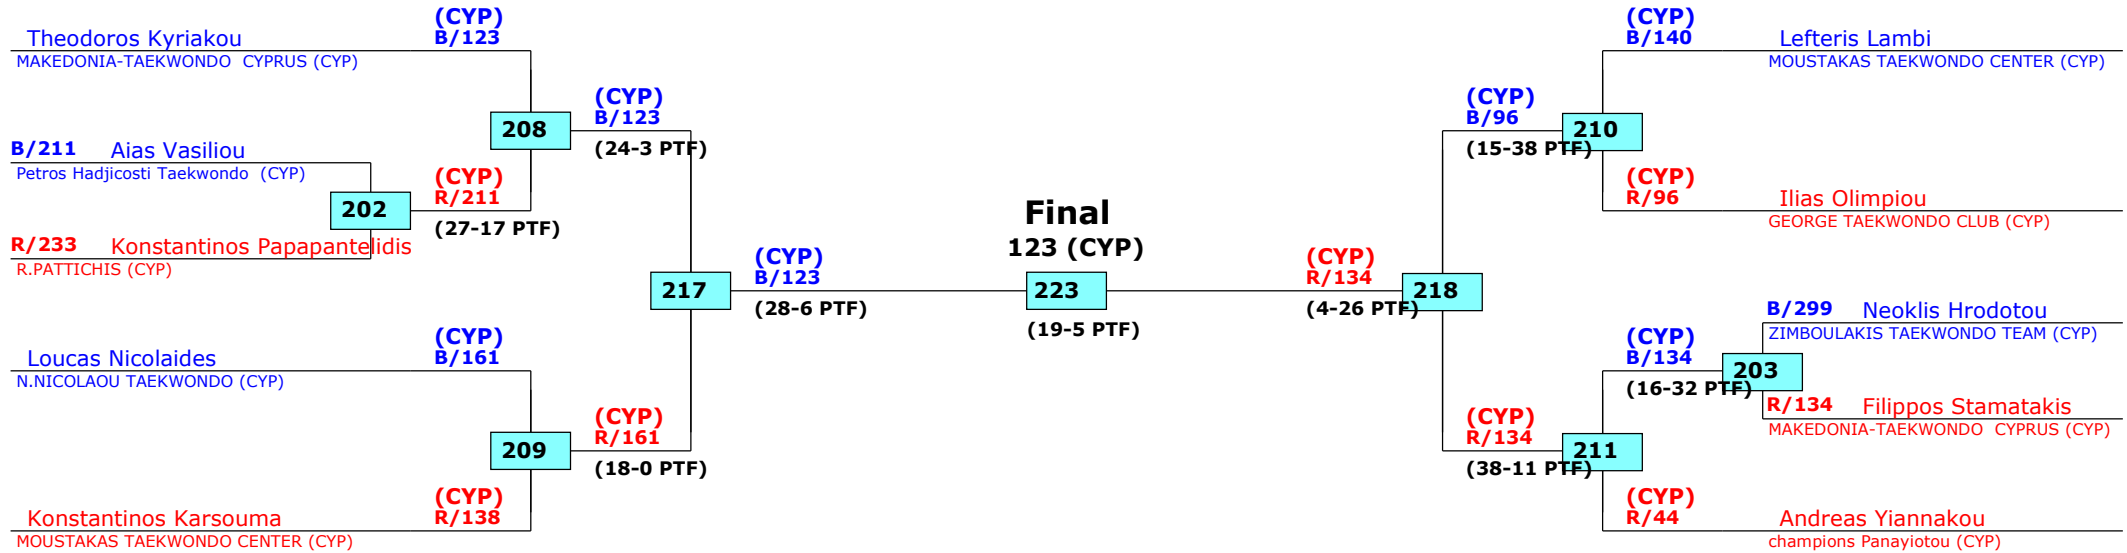 (CYP)
B/123
Theodoros Kyriakou
MAKEDONIA-TAEKWONDO  CYPRUS (CYP)
208
(CYP)
B/123
(24-3 PTF)
B/211 Aias Vasiliou
Petros Hadjicosti Taekwondo  (CYP)
202
(CYP)
R/211
(27-17 PTF)
R/233 Konstantinos Papapantelidis
R.PATTICHIS (CYP)
217
(CYP)
B/123
(28-6 PTF)
(CYP)
B/161
Loucas Nicolaides
N.NICOLAOU TAEKWONDO (CYP)
209
(CYP)
R/161
(18-0 PTF)
(CYP)
R/138
Konstantinos Karsouma
MOUSTAKAS TAEKWONDO CENTER (CYP)
Final
123 (CYP)
223
(19-5 PTF)
(CYP)
R/134
(4-26 PTF)
218
(CYP)
B/96
(15-38 PTF)
210
(CYP)
B/140
Lefteris Lambi
MOUSTAKAS TAEKWONDO CENTER (CYP)
(CYP)
R/96
Ilias Olimpiou
GEORGE TAEKWONDO CLUB (CYP)
B/299 Neoklis Hrodotou
ZIMBOULAKIS TAEKWONDO TEAM (CYP)
(CYP)
B/134
(16-32 PTF)
203
R/134 Filippos Stamatakis
MAKEDONIA-TAEKWONDO  CYPRUS (CYP)
(CYP)
R/134
(38-11 PTF)
211
(CYP)
R/44
Andreas Yiannakou
champions Panayiotou (CYP)